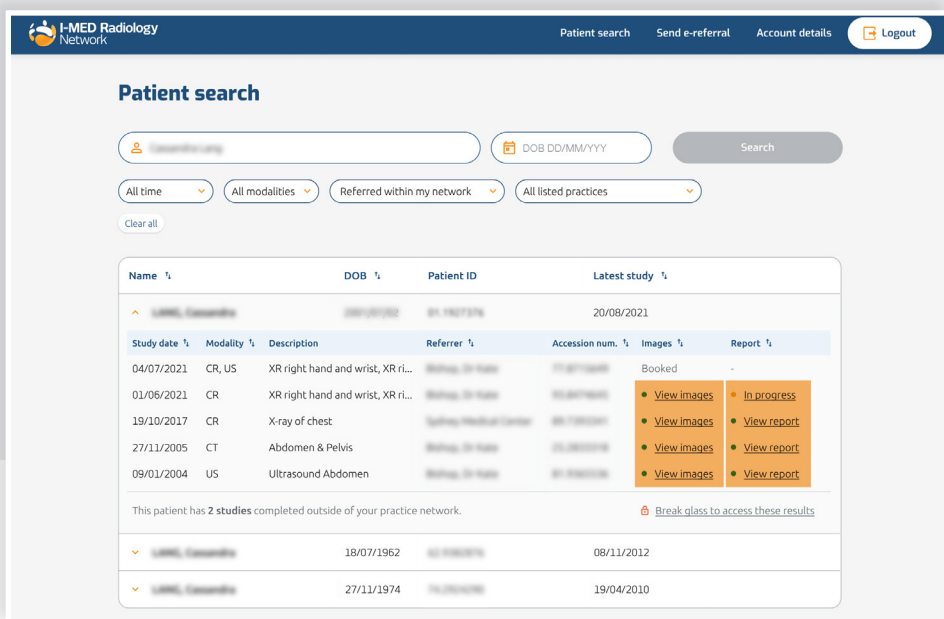 I-MED Radiology
Network
Patient search
Send e-referral
Account details
Logout
Patient search
DOB DD/MM/YYY
Search
All time
All modalities
Referred within my network
All listed practices
Clear all
Name DOB Patient ID Latest study
20/08/2021
Study date Modality Description Referrer Accession num. Images Report
04/07/2021 CR, US XR right hand and wrist, XR ri... Booked -
01/06/2021 CR XR right hand and wrist, XR ri... View images In progress
19/10/2017 CR X-ray of chest View images View report
27/11/2005 CT Abdomen & Pelvis View images View report
09/01/2004 US Ultrasound Abdomen View images View report
This patient has 2 studies completed outside of your practice network. Break glass to access these results
18/07/1962 08/11/2012
27/11/1974 19/04/2010